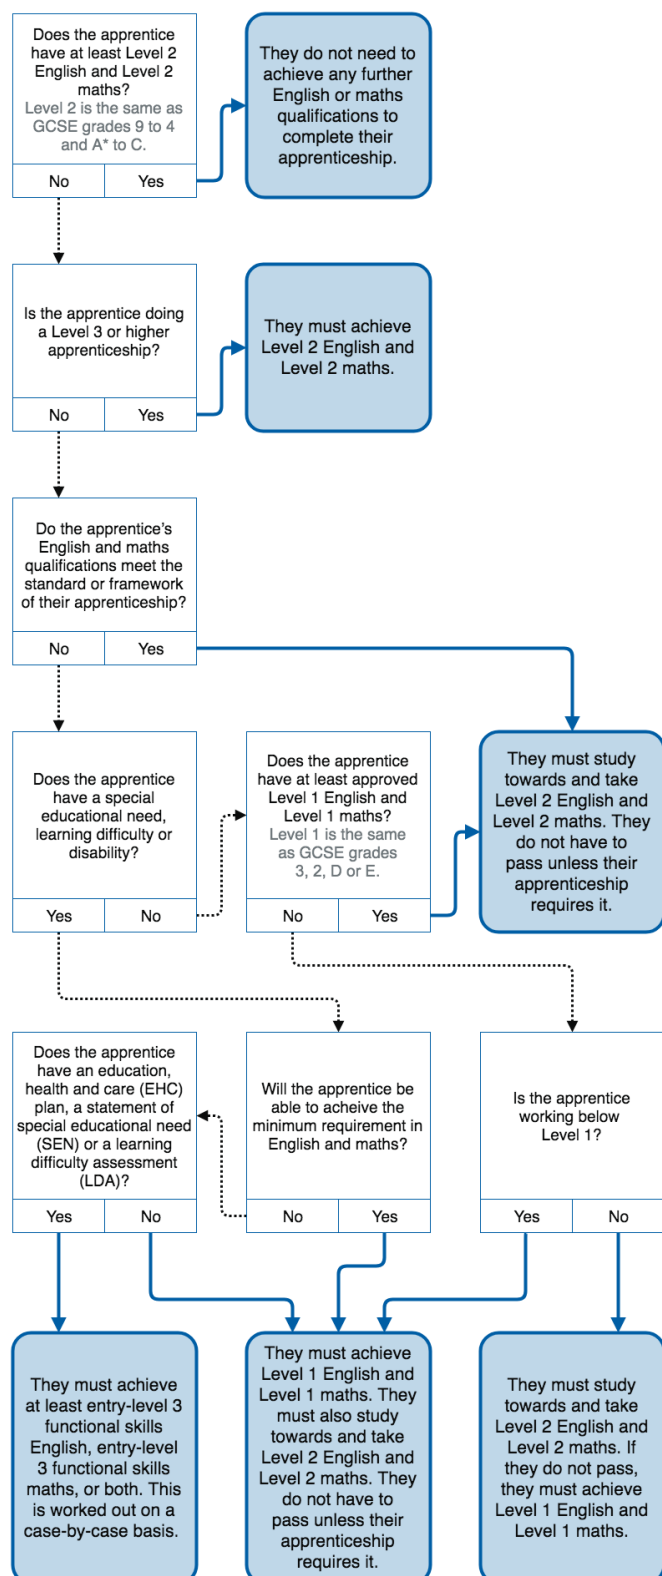 Does the apprentice
have at least Level 2
English and Level 2
maths?
Level 2 is the same as
GCSE grades 9 to 4
and A* to C.
No
Yes
They do not need to
achieve any further
English or maths
qualifications to
complete their
apprenticeship.
Is the apprentice doing
a Level 3 or higher
apprenticeship?
No
Yes
They must achieve
Level 2 English and
Level 2 maths.
Do the apprentice's
English and maths
qualifications meet the
standard or framework
of their apprenticeship?
No
Yes
Does the apprentice
have a special
educational need,
learning difficulty or
disability?
Yes
No
Does the apprentice
have at least approved
Level 1 English and
Level 1 maths?
Level 1 is the same
as GCSE grades
3, 2, D or E.
No
Yes
They must study
towards and take
Level 2 English and
Level 2 maths. They
do not have to
pass unless their
apprenticeship
requires it.
Does the apprentice
have an education,
health and care (EHC)
plan, a statement of
special educational need
(SEN) or a learning
difficulty assessment
(LDA)?
Yes
No
Will the apprentice be
able to acheive the
minimum requirement in
English and maths?
No
Yes
Is the apprentice
working below
Level 1?
Yes
No
They must achieve
at least entry-level 3
functional skills
English, entry-level
3 functional skills
maths, or both. This
is worked out on a
case-by-case basis.
They must achieve
Level 1 English and
Level 1 maths. They
must also study
towards and take
Level 2 English and
Level 2 maths. They
do not have to
pass unless their
apprenticeship
requires it.
They must study
towards and take
Level 2 English and
Level 2 maths. If
they do not pass,
they must achieve
Level 1 English and
Level 1 maths.